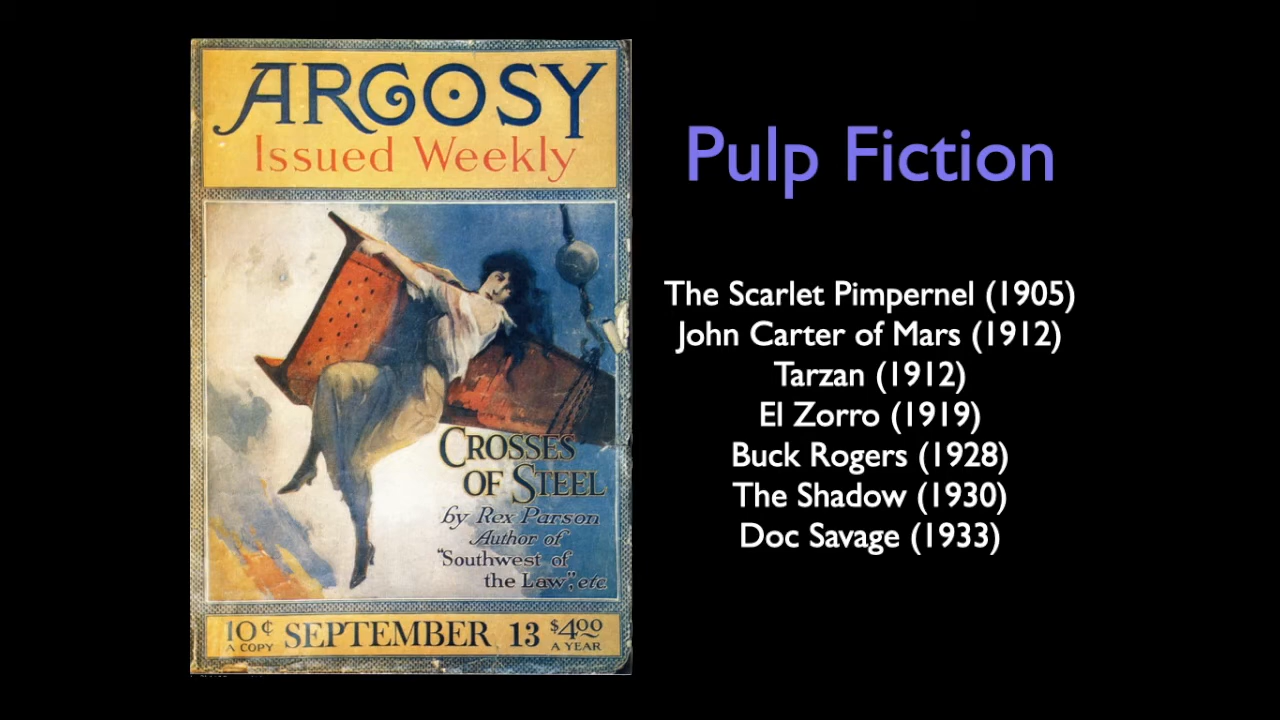 ARGOSY
Issued Weekly
CROSSES
OF STEEL
by Rex Parson
Author of
"Southwest of
the Law", etc
10¢ A COPY SEPTEMBER 13 $4.00 A YEAR
Pulp Fiction
The Scarlet Pimpernel (1905)
John Carter of Mars (1912)
Tarzan (1912)
El Zorro (1919)
Buck Rogers (1928)
The Shadow (1930)
Doc Savage (1933)